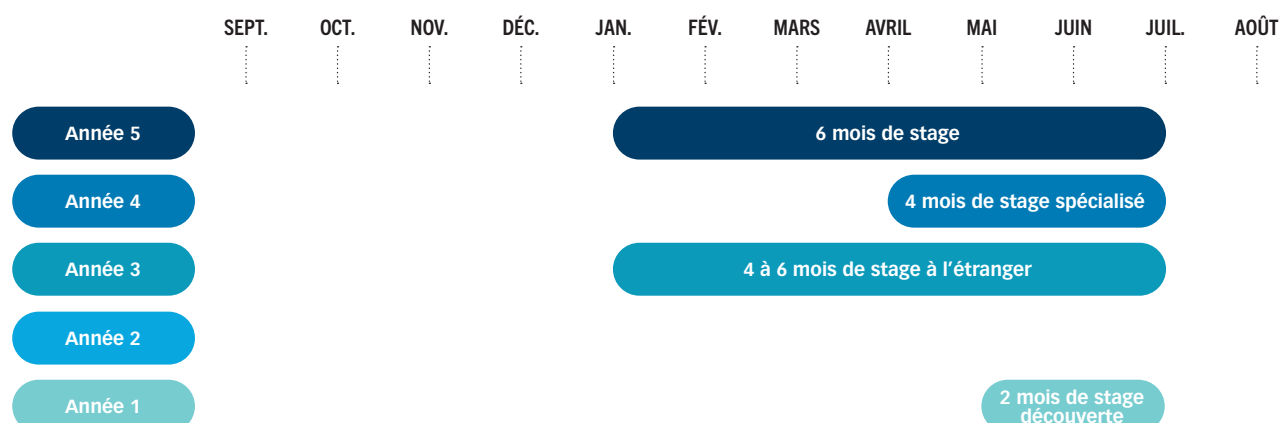 SEPT. OCT. NOV. DÉC. JAN. FÉV. MARS AVRIL MAI JUIN JUIL. AOÛT
Année 5 6 mois de stage
Année 4 4 mois de stage spécialisé
Année 3 4 à 6 mois de stage à l'étranger
Année 2
Année 1 2 mois de stage
découverte